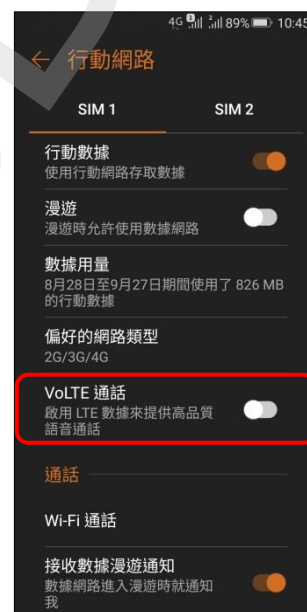 4G 89% 10:45
← 行動網路
SIM 1 SIM 2
行動數據
使用行動網路存取數據
漫遊
漫遊時允許使用數據網路
數據用量
8月28日至9月27日期間使用了 826 MB
的行動數據
偏好的網路類型
2G/3G/4G
VoLTE 通話
啟用 LTE 數據來提供高品質
語音通話
通話
Wi-Fi 通話
接收數據漫遊通知
數據網路進入漫遊時就通知
我